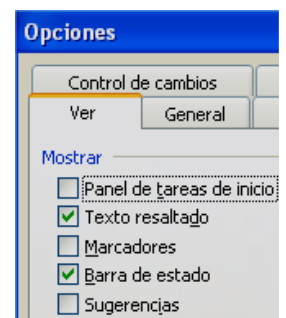 Opciones
Control de cambios
Ver General
Mostrar
Panel de tareas de inicio
Texto resaltado
Marcadores
Barra de estado
Sugerencias